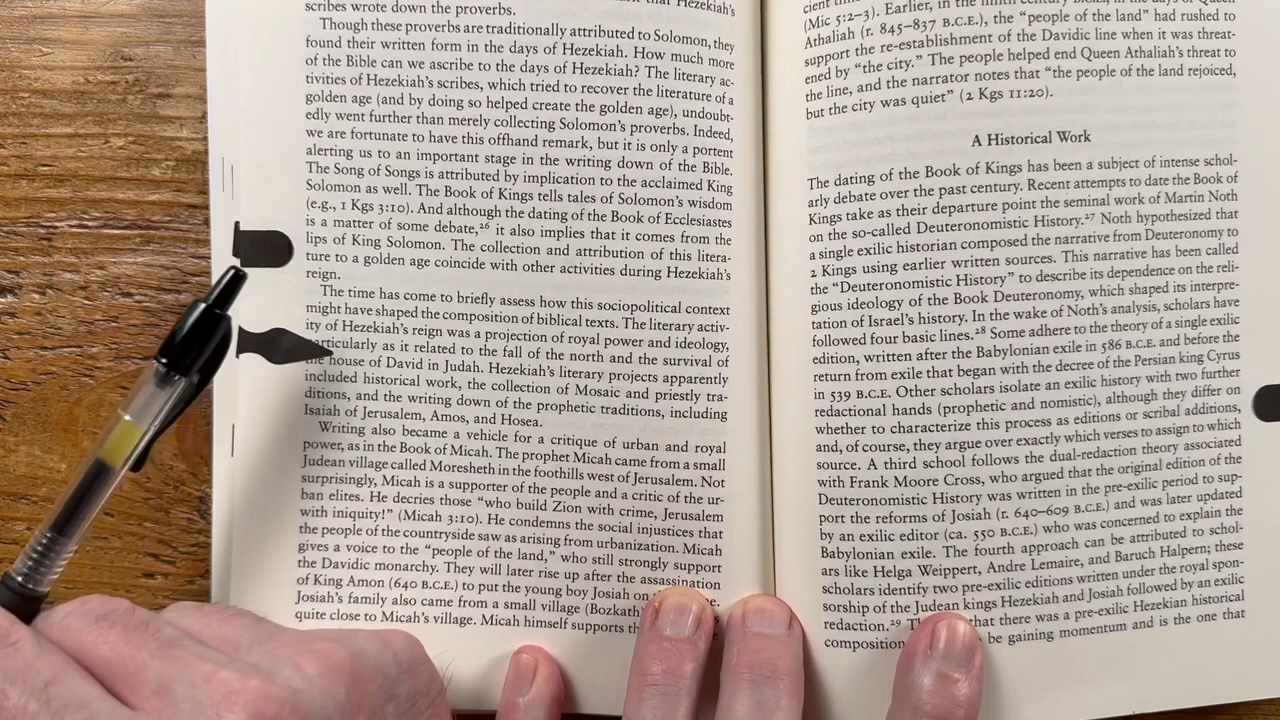 Hezekiah's
scribes wrote down the proverbs.
Though these proverbs are traditionally attributed to Solomon, they
found their written form in the days of Hezekiah. How much more
of the Bible can we ascribe to the days of Hezekiah? The literary ac-
tivities of Hezekiah's scribes, which tried to recover the literature of a
golden age (and by doing so helped create the golden age), undoubt-
edly went further than merely collecting Solomon's proverbs. Indeed,
we are fortunate to have this offhand remark, but it is only a portent
alerting us to an important stage in the writing down of the Bible.
The Song of Songs is attributed by implication to the acclaimed King
Solomon as well. The Book of Kings tells tales of Solomon's wisdom
(e.g., 1 Kgs 3:10). And although the dating of the Book of Ecclesiastes
is a matter of some debate,26 it also implies that it comes from the
lips of King Solomon. The collection and attribution of this litera-
ture to a golden age coincide with other activities during Hezekiah's
reign.
The time has come to briefly assess how this sociopolitical context
might have shaped the composition of biblical texts. The literary activ-
ity of Hezekiah's reign was a projection of royal power and ideology,
particularly as it related to the fall of the north and the survival of
the house of David in Judah. Hezekiah's literary projects apparently
included historical work, the collection of Mosaic and priestly tra-
ditions, and the writing down of the prophetic traditions, including
Isaiah of Jerusalem, Amos, and Hosea.
Writing also became a vehicle for a critique of urban and royal
power, as in the Book of Micah. The prophet Micah came from a small
Judean village called Moresheth in the foothills west of Jerusalem. Not
surprisingly, Micah is a supporter of the people and a critic of the ur-
ban elites. He decries those "who build Zion with crime, Jerusalem
with iniquity!" (Micah 3:10). He condemns the social injustices that
the people of the countryside saw as arising from urbanization. Micah
gives a voice to the "people of the land," who still strongly support
the Davidic monarchy. They will later rise up after the assassination
of King Amon (640 B.C.E.) to put the young boy Josiah on
Josiah's family also came from a small village (Bozkath
quite close to Micah's village. Micah himself supports
(Mic 5:2–3). Earlier, in the ninth century
Athaliah (r. 845–837 B.C.E.), the "people of the land" had rushed to
support the re-establishment of the Davidic line when it was threat-
ened by "the city." The people helped end Queen Athaliah's threat to
the line, and the narrator notes that "the people of the land rejoiced,
but the city was quiet" (2 Kgs 11:20).
A Historical Work
The dating of the Book of Kings has been a subject of intense schol-
arly debate over the past century. Recent attempts to date the Book of
Kings take as their departure point the seminal work of Martin Noth
on the so-called Deuteronomistic History.27 Noth hypothesized that
a single exilic historian composed the narrative from Deuteronomy to
2 Kings using earlier written sources. This narrative has been called
the "Deuteronomistic History" to describe its dependence on the reli-
gious ideology of the Book Deuteronomy, which shaped its interpre-
tation of Israel's history. In the wake of Noth's analysis, scholars have
followed four basic lines.28 Some adhere to the theory of a single exilic
edition, written after the Babylonian exile in 586 B.C.E. and before the
return from exile that began with the decree of the Persian king Cyrus
in 539 B.C.E. Other scholars isolate an exilic history with two further
redactional hands (prophetic and nomistic), although they differ on
whether to characterize this process as editions or scribal additions,
and, of course, they argue over exactly which verses to assign to which
source. A third school follows the dual-redaction theory associated
with Frank Moore Cross, who argued that the original edition of the
Deuteronomistic History was written in the pre-exilic period to sup-
port the reforms of Josiah (r. 640–609 B.C.E.) and was later updated
by an exilic editor (ca. 550 B.C.E.) who was concerned to explain the
Babylonian exile. The fourth approach can be attributed to schol-
ars like Helga Weippert, Andre Lemaire, and Baruch Halpern; these
scholars identify two pre-exilic editions written under the royal spon-
sorship of the Judean kings Hezekiah and Josiah followed by an exilic
redaction.29 that there was a pre-exilic Hezekian historical
composition be gaining momentum and is the one that